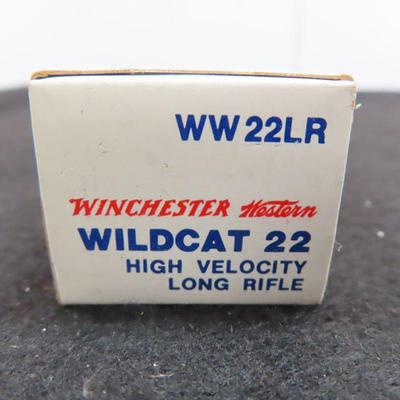 WW22LR
WINCHESTER Western
WILDCAT 22
HIGH VELOCITY
LONG RIFLE